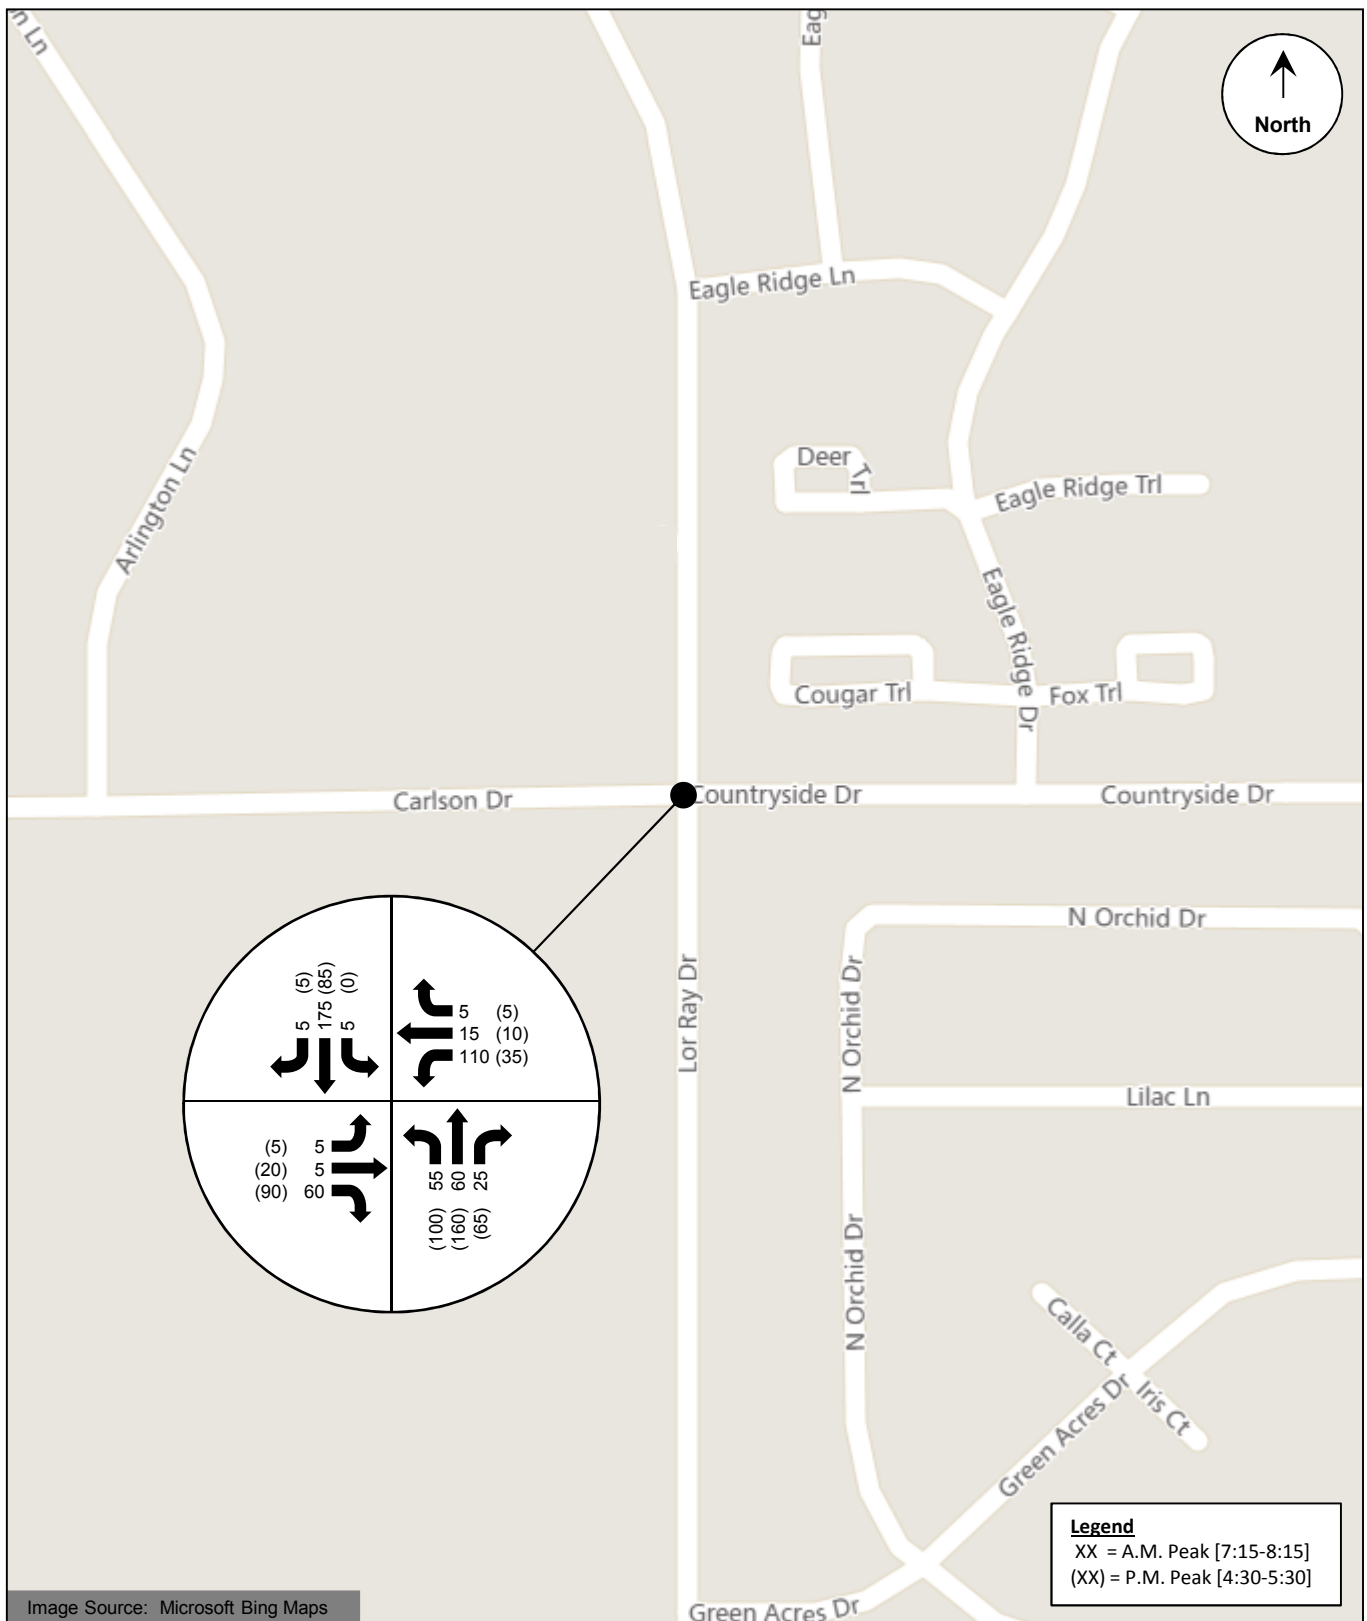 n Ln
Eag
North
Eagle Ridge Ln
Deer
Trl
Eagle Ridge Trl
Arlington Ln
Eagle Ridge Dr
Cougar Trl
Fox Trl
Carlson Dr
Countryside Dr
Countryside Dr
N Orchid Dr
Lor Ray Dr
N Orchid Dr
5 (5)
175 (85)
5 (0)
5 (5)
15 (10)
110 (35)
Lilac Ln
(5) 5
(20) 5
(90) 60
(100) 55
(160) 60
(65) 25
N Orchid Dr
Calla Ct
Iris Ct
Green Acres Dr
Legend
XX = A.M. Peak [7:15-8:15]
(XX) = P.M. Peak [4:30-5:30]
Image Source: Microsoft Bing Maps
Green Acres Dr